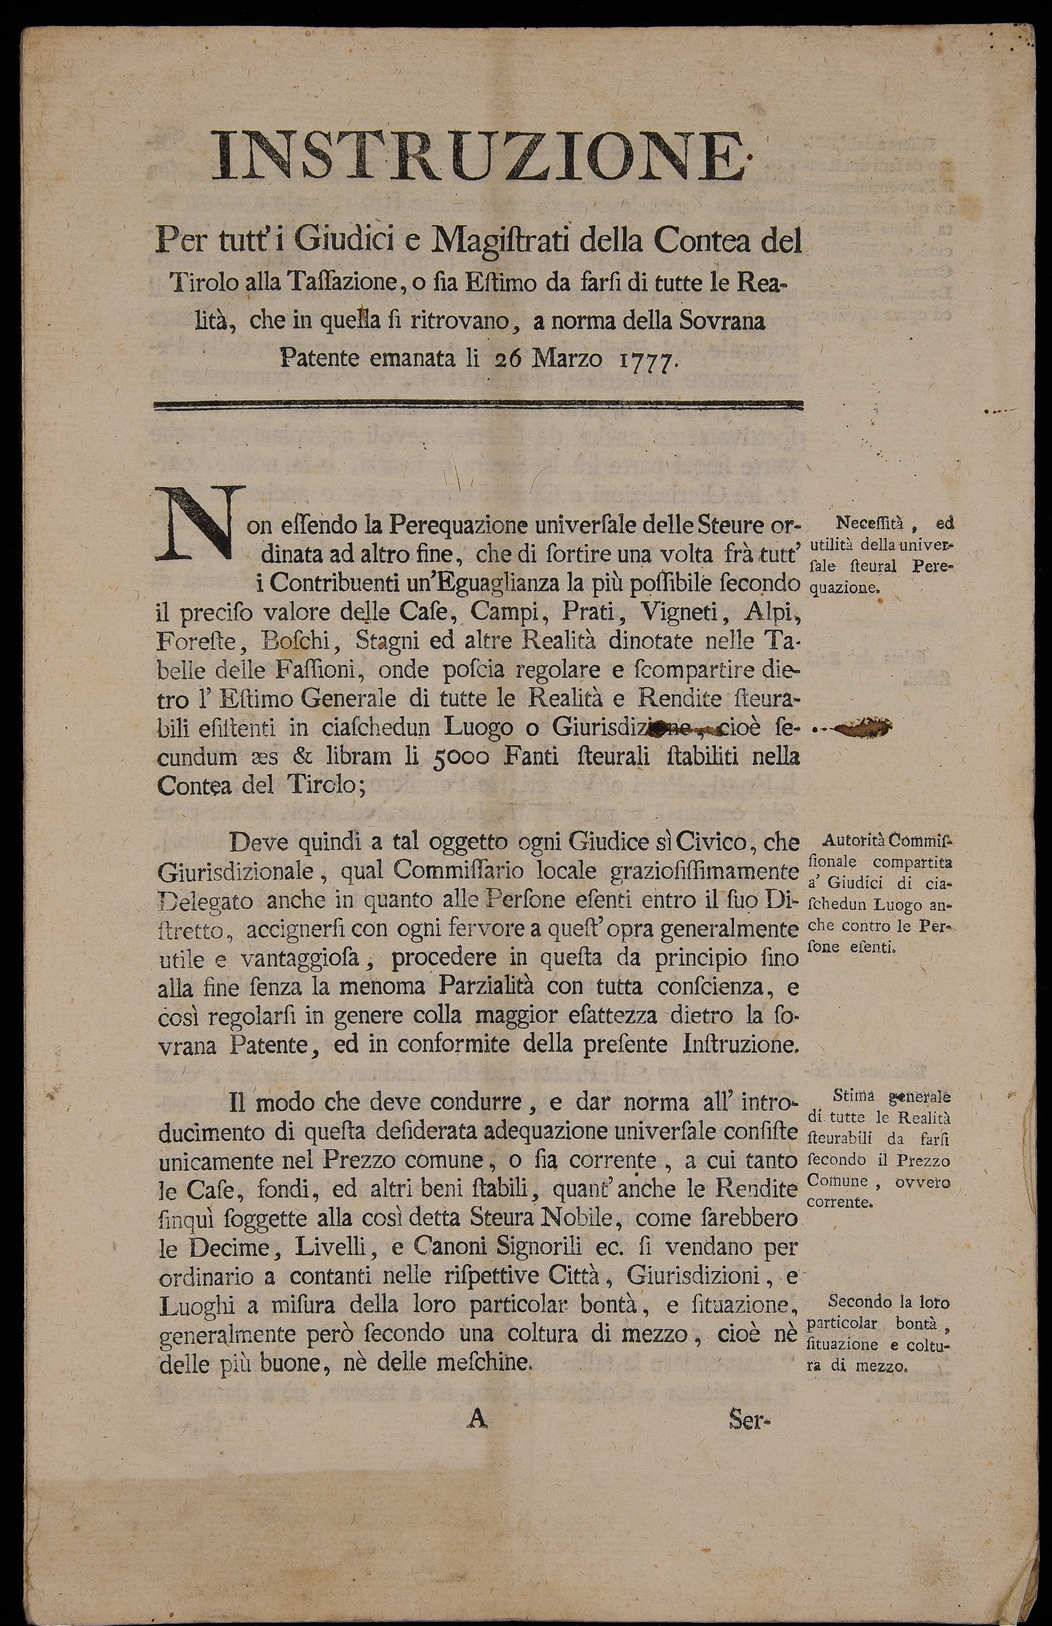 INSTRUZIONE
Per tutt' i Giudici e Magiſtrati della Contea del
Tirolo alla Taſſazione, o ſia Eſtimo da farſi di tutte le Rea-
lità, che in quella ſi ritrovano, a norma della Sovrana
Patente emanata li 26 Marzo 1777.
Non eſſendo la Perequazione univerſale delle Steure or-
dinata ad altro fine, che di ſortire una volta frà tutt'
i Contribuenti un'Eguaglianza la più poſſibile ſecondo
il preciſo valore delle Caſe, Campi, Prati, Vigneti, Alpi,
Foreſte, Boſchi, Stagni ed altre Realità dinotate nelle Ta-
belle delle Faſſioni, onde poſcia regolare e ſcompartire die-
tro l' Eſtimo Generale di tutte le Realità e Rendite ſteura-
bili eſiſtenti in ciaſchedun Luogo o Giurisdizione, cioè ſe-
cundum æs & libram li 5000 Fanti ſteurali ſtabiliti nella
Contea del Tirolo;
Neceſſità, ed
utilità della univer-
ſale ſteural Pere-
quazione.
Deve quindi a tal oggetto ogni Giudice sì Civico, che
Giurisdizionale, qual Commiſſario locale grazioſiſſimamente
Delegato anche in quanto alle Perſone eſenti entro il ſuo Di-
ſtretto, accignerſi con ogni fervore a queſt' opra generalmente
utile e vantaggioſa, procedere in queſta da principio ſino
alla fine ſenza la menoma Parzialità con tutta conſcienza, e
così regolarſi in genere colla maggior eſattezza dietro la ſo-
vrana Patente, ed in conformite della preſente Inſtruzione.
Autorità Commiſ-
ſionale compartita
a' Giudici di cia-
ſchedun Luogo an-
che contro le Per-
ſone eſenti.
Il modo che deve condurre, e dar norma all' intro-
ducimento di queſta deſiderata adequazione univerſale conſiſte
unicamente nel Prezzo comune, o ſia corrente, a cui tanto
le Caſe, fondi, ed altri beni ſtabili, quant' anche le Rendite
ſinquì ſoggette alla così detta Steura Nobile, come ſarebbero
le Decime, Livelli, e Canoni Signorili ec. ſi vendano per
ordinario a contanti nelle riſpettive Città, Giurisdizioni, e
Luoghi a miſura della loro particolar bontà, e ſituazione,
generalmente però ſecondo una coltura di mezzo, cioè nè
delle più buone, nè delle meſchine.
Stima generale
di tutte le Realità
ſteurabili da farſi
ſecondo il Prezzo
Comune, ovvero
corrente.
Secondo la loro
particolar bontà,
ſituazione e coltu-
ra di mezzo.
A
Ser-